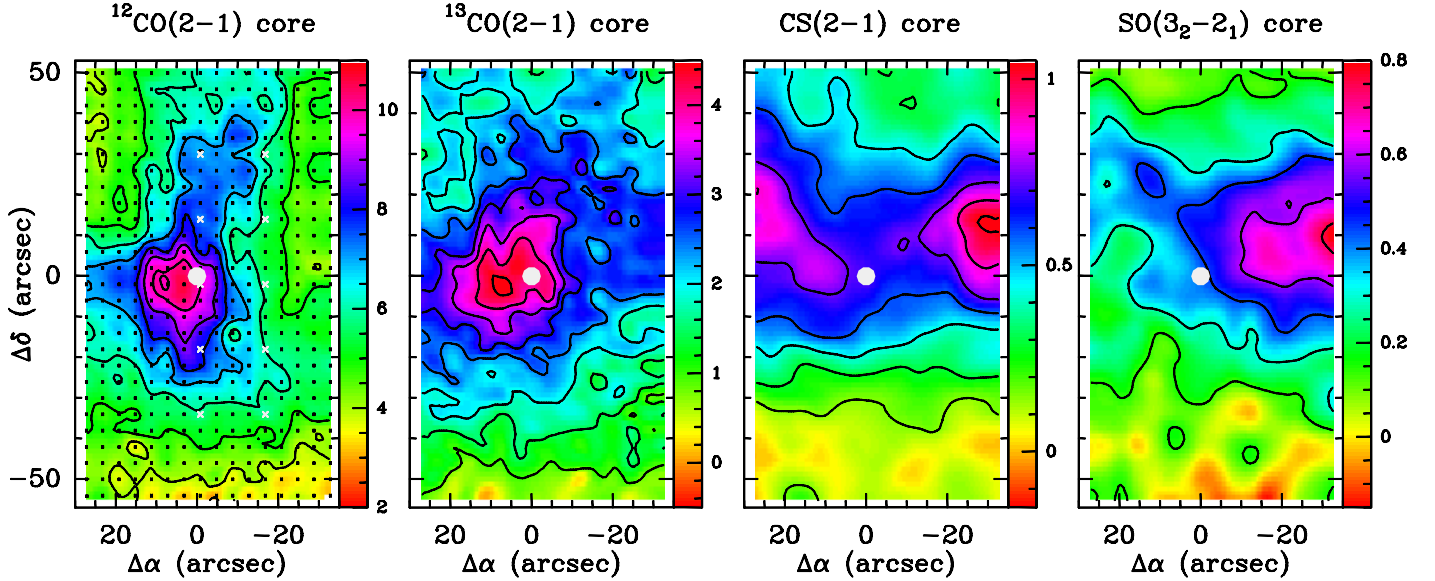 ¹²CO(2−1) core
¹³CO(2−1) core
CS(2−1) core
SO(3₂−2₁) core
Δδ (arcsec)
50
0
−50
20 0 −20
Δα (arcsec)
10
8
6
4
2
20 0 −20
Δα (arcsec)
4
3
2
1
0
20 0 −20
Δα (arcsec)
1
0.5
0
20 0 −20
Δα (arcsec)
0.8
0.6
0.4
0.2
0